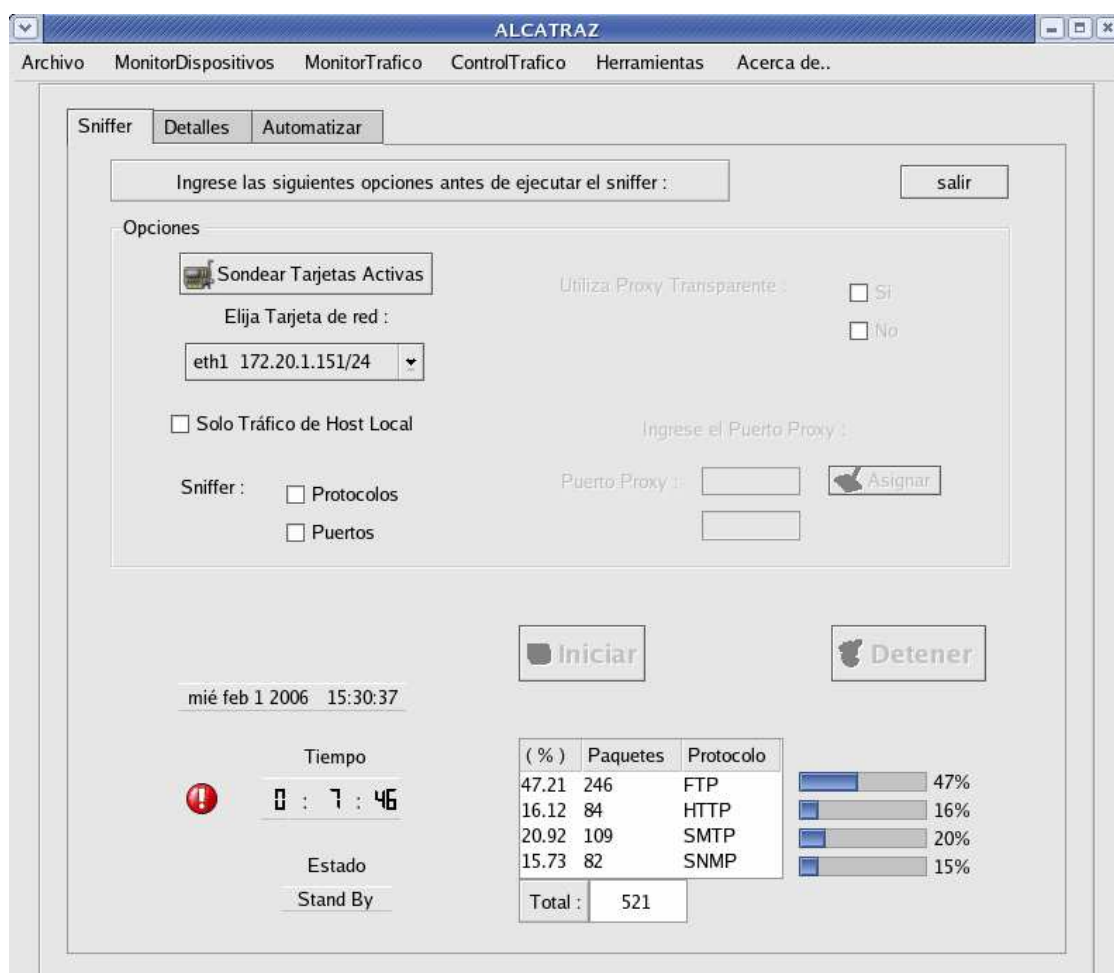 ALCATRAZ
Archivo MonitorDispositivos MonitorTrafico ControlTrafico Herramientas Acerca de..
Sniffer Detalles Automatizar
Ingrese las siguientes opciones antes de ejecutar el sniffer : salir
Opciones
Sondear Tarjetas Activas
Utiliza Proxy Transparente : Si
Elija Tarjeta de red :
No
eth1 172.20.1.151/24
Solo Tráfico de Host Local
Ingrese el Puerto Proxy :
Sniffer : Protocolos
Puerto Proxy : Asignar
Puertos
Iniciar Detener
mié feb 1 2006 15:30:37
Tiempo
0 : 7 : 46
Estado
Stand By
( % ) Paquetes Protocolo
47.21 246 FTP 47%
16.12 84 HTTP 16%
20.92 109 SMTP 20%
15.73 82 SNMP 15%
Total : 521